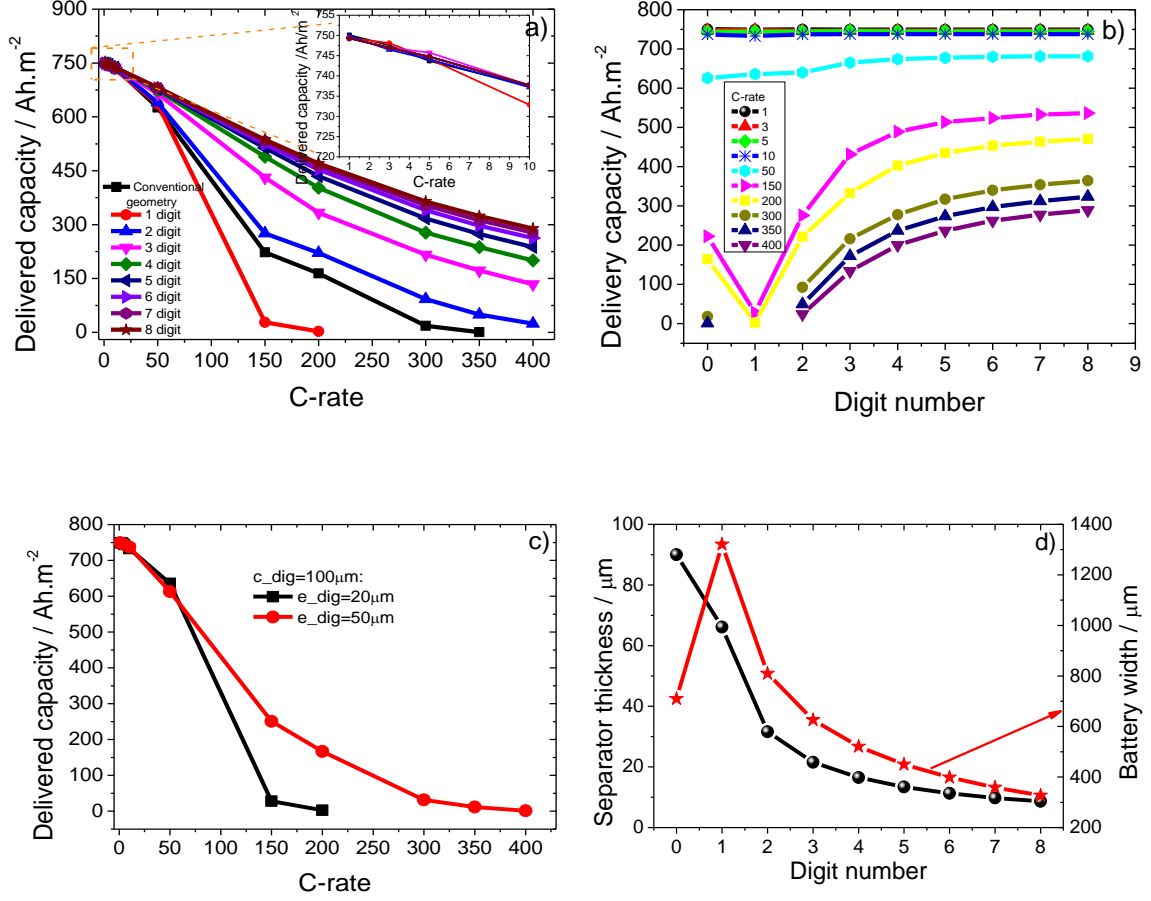 a)
Delivered capacity / Ah.m⁻²
900
750
600
450
300
150
0
0 50 100 150 200 250 300 350 400
C-rate
Conventional
geometry
1 digit
2 digit
3 digit
4 digit
5 digit
6 digit
7 digit
8 digit
Delivered capacity /Ah/m²
755
750
745
740
735
730
725
720
1 2 3 4 5 6 7 8 9 10
C-rate
b)
Delivery capacity / Ah.m⁻²
800
700
600
500
400
300
200
100
0
0 1 2 3 4 5 6 7 8 9
Digit number
C-rate
1
3
5
10
50
150
200
300
350
400
c)
Delivered capacity / Ah.m⁻²
800
700
600
500
400
300
200
100
0
0 50 100 150 200 250 300 350 400
C-rate
c_dig=100μm:
e_dig=20μm
e_dig=50μm
d)
Separator thickness / μm
100
80
60
40
20
0
0 1 2 3 4 5 6 7 8
Digit number
1400
1200
1000
800
600
400
200
Battery width / μm